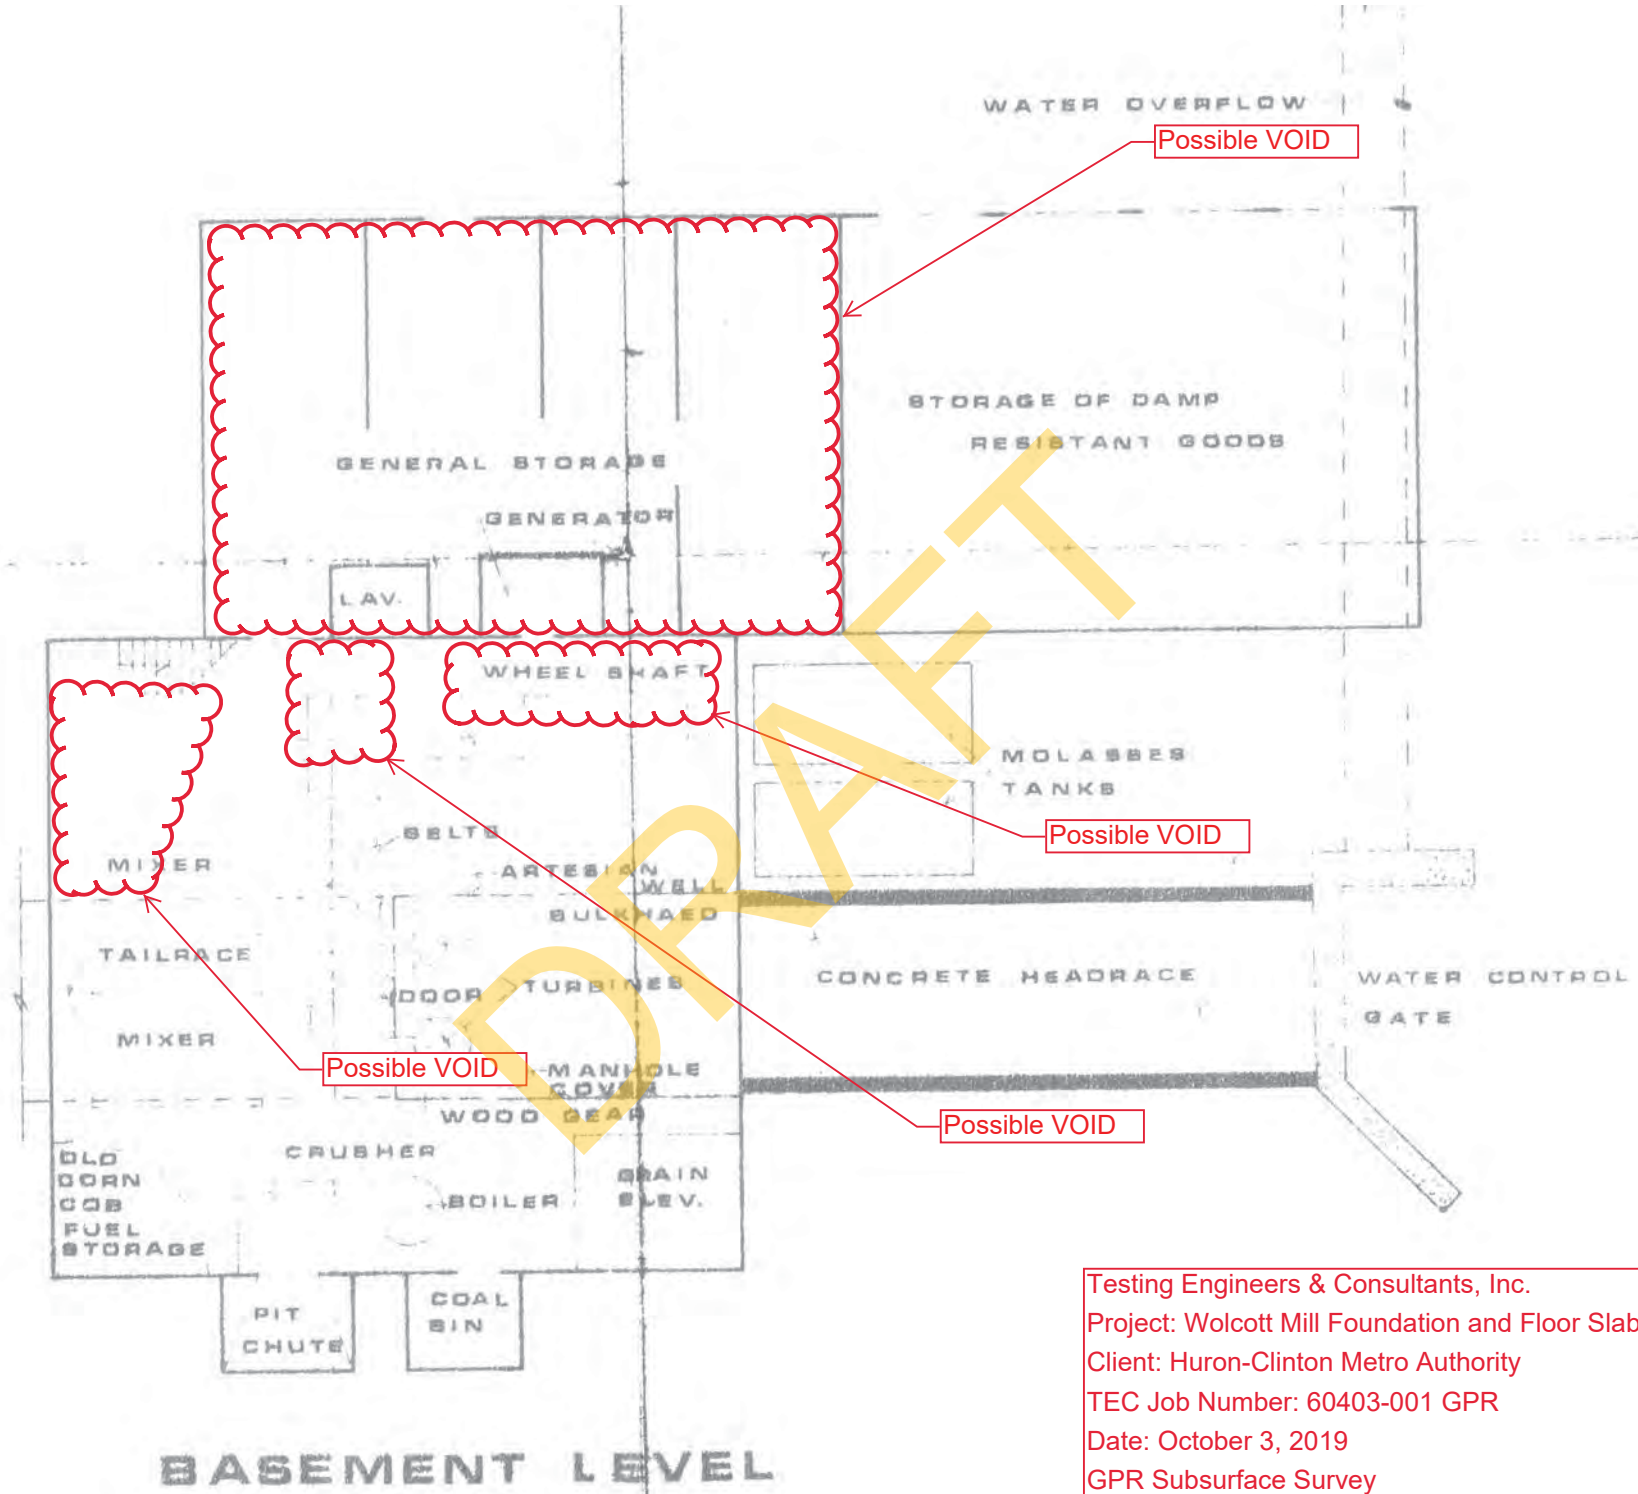 WATER OVERFLOW
Possible VOID
STORAGE OF DAMP
RESISTANT GOODS
GENERAL STORAGE
GENERATOR
LAV.
WHEEL SHAFT
MOLASSES
TANKS
Possible VOID
BELTS
MIXER
ARTESIAN
WELL
BULKHAED
TAILRACE
DOOR
TURBINES
CONCRETE HEADRACE
WATER CONTROL
GATE
MIXER
Possible VOID
MANHOLE
COVER
WOOD GEAR
Possible VOID
CRUSHER
OLD
CORN
COB
FUEL
STORAGE
BOILER
GRAIN
ELEV.
PIT
CHUTE
COAL
BIN
DRAFT
BASEMENT LEVEL
Testing Engineers & Consultants, Inc.
Project: Wolcott Mill Foundation and Floor Slab
Client: Huron-Clinton Metro Authority
TEC Job Number: 60403-001 GPR
Date: October 3, 2019
GPR Subsurface Survey